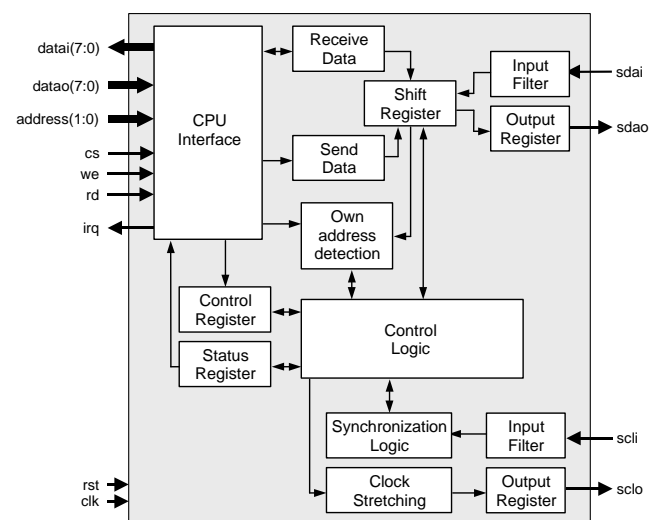 datai(7:0)
datao(7:0)
address(1:0)
cs
we
rd
irq
rst
clk
CPU
Interface
Receive
Data
Send
Data
Shift
Register
Input
Filter
Output
Register
sdai
sdao
Own
address
detection
Control
Register
Status
Register
Control
Logic
Synchronization
Logic
Input
Filter
scli
Clock
Stretching
Output
Register
sclo